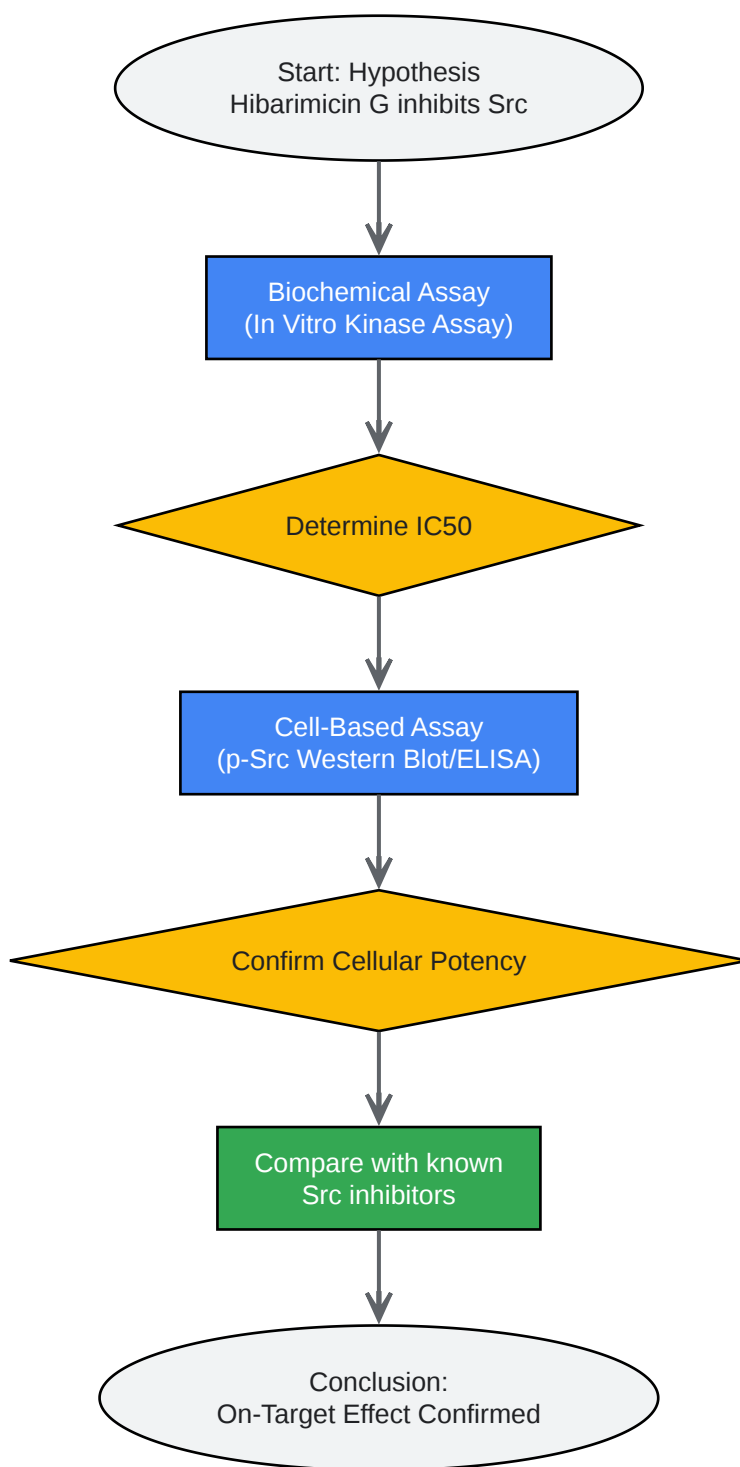 Start: Hypothesis
Hibarimicin G inhibits Src
Biochemical Assay
(In Vitro Kinase Assay)
Determine IC50
Cell-Based Assay
(p-Src Western Blot/ELISA)
Confirm Cellular Potency
Compare with known
Src inhibitors
Conclusion:
On-Target Effect Confirmed